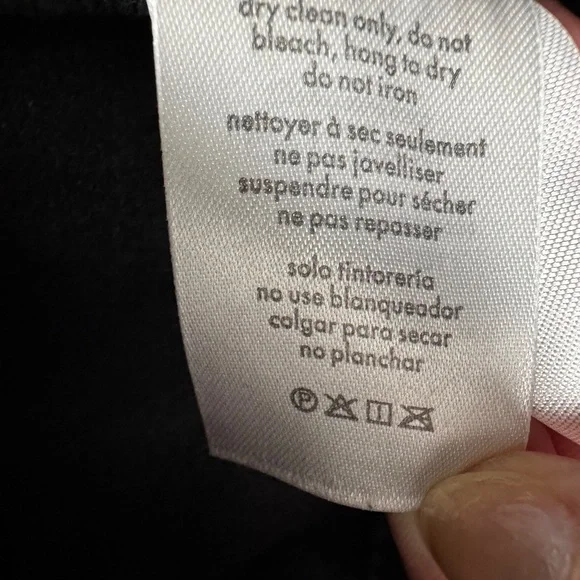 dry clean only, do not
bleach, hang to dry
do not iron
nettoyer à sec seulement
ne pas javelliser
suspendre pour sécher
ne pas repasser
solo tintorería
no use blanqueador
colgar para secar
no planchar
P